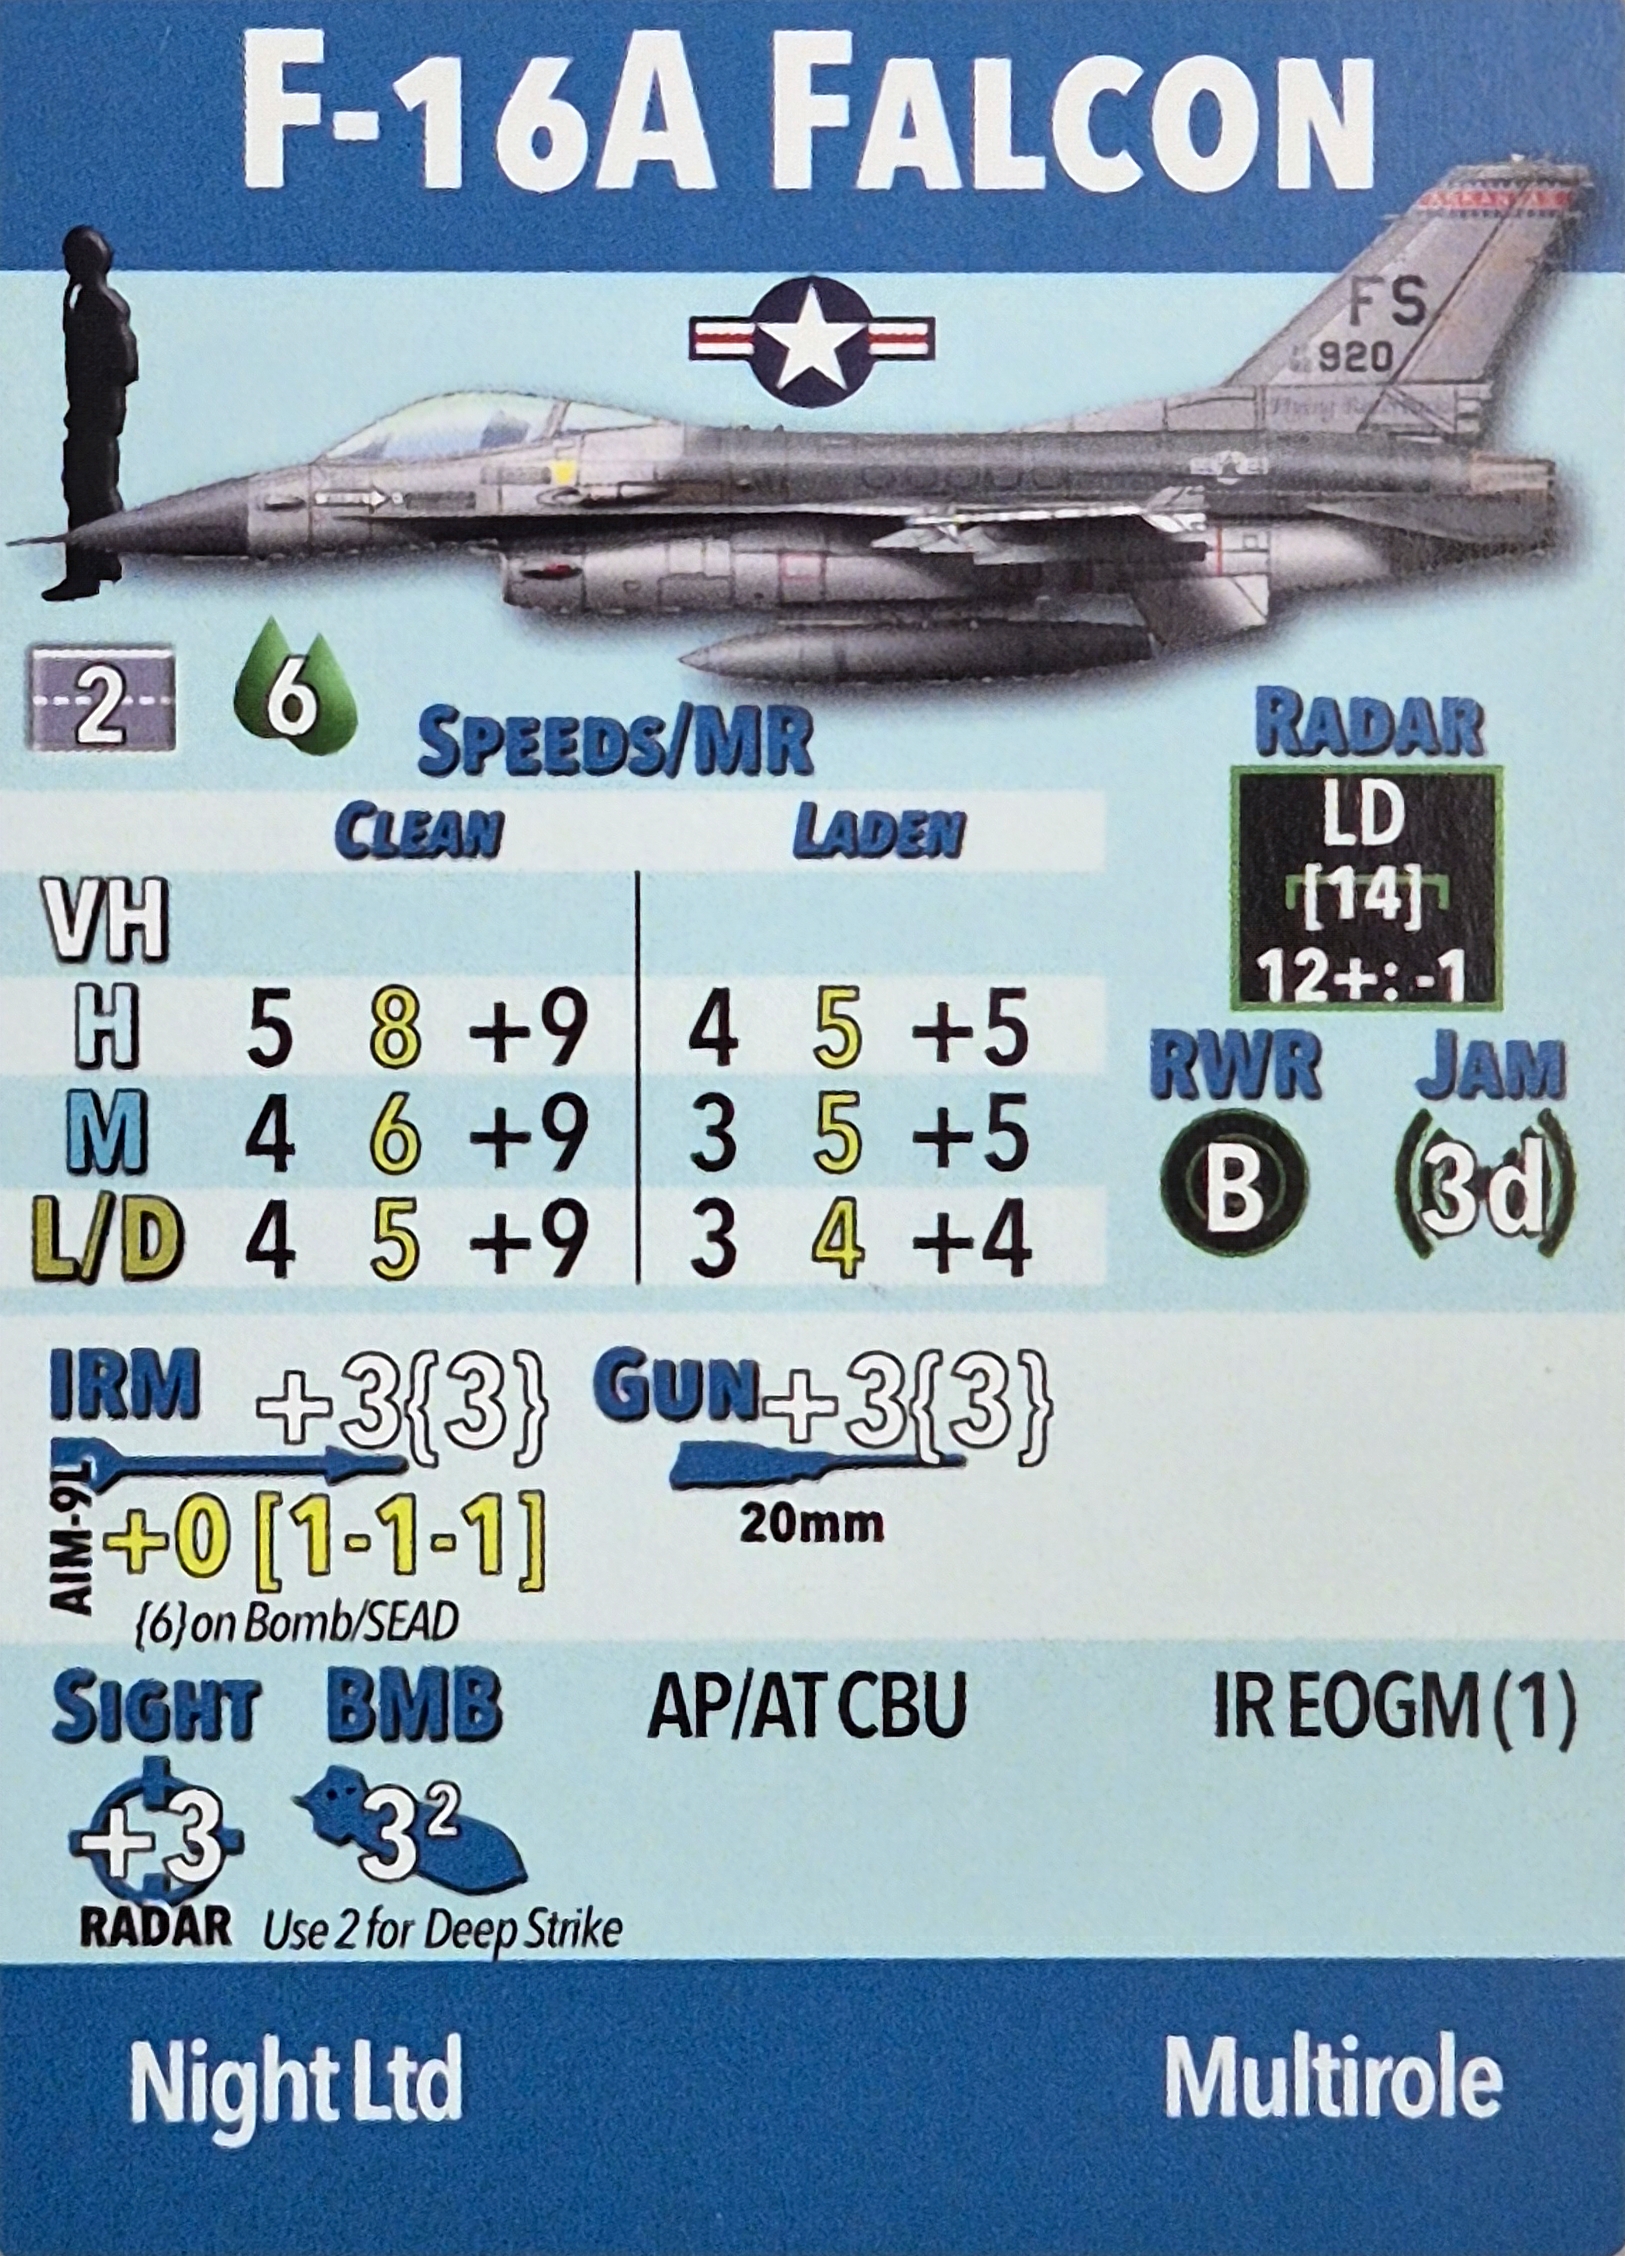 F-16A FALCON
ARKANSAS
FS
920
2
6
SPEEDS/MR
RADAR
CLEAN LADEN
LD
[14]
12+: -1
VH
H 5 8 +9 4 5 +5
M 4 6 +9 3 5 +5
L/D 4 5 +9 3 4 +4
RWR JAM
B (3d)
IRM +3{3} GUN +3{3}
AIM-9L
+0 [1-1-1]
20mm
{6} on Bomb/SEAD
SIGHT BMB AP/AT CBU IR EOGM (1)
+3 3²
RADAR Use 2 for Deep Strike
Night Ltd Multirole